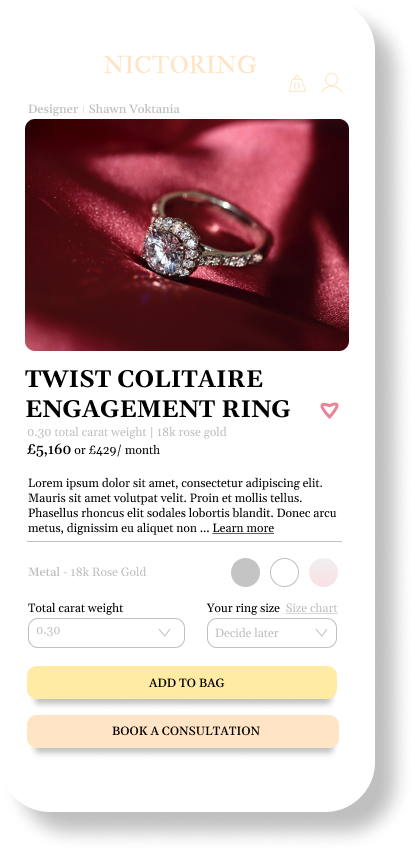 NICTORING
0
Designer | Shawn Voktania
TWIST COLITAIRE
ENGAGEMENT RING
0.30 total carat weight | 18k rose gold
£5,160 or £429/ month
Lorem ipsum dolor sit amet, consectetur adipiscing elit.
Mauris sit amet volutpat velit. Proin et mollis tellus.
Phasellus rhoncus elit sodales lobortis blandit. Donec arcu
metus, dignissim eu aliquet non ... Learn more
Metal - 18k Rose Gold
Total carat weight Your ring size Size chart
0.30 Decide later
ADD TO BAG
BOOK A CONSULTATION